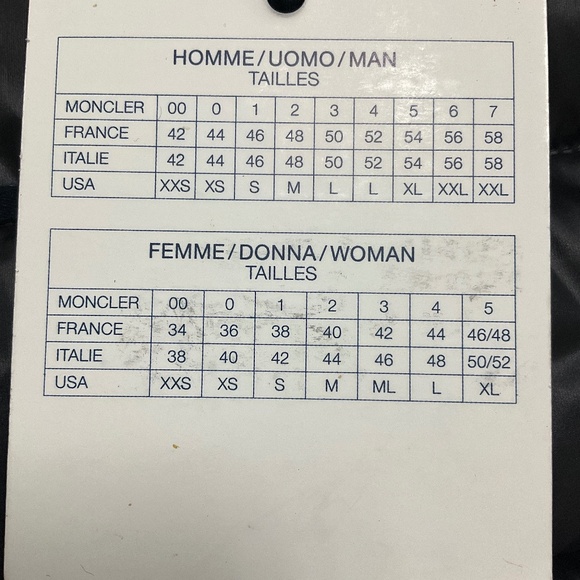 HOMME/UOMO/MAN
TAILLES
MONCLER 00 0 1 2 3 4 5 6 7
FRANCE 42 44 46 48 50 52 54 56 58
ITALIE 42 44 46 48 50 52 54 56 58
USA XXS XS S M L L XL XXL XXL
FEMME/DONNA/WOMAN
TAILLES
MONCLER 00 0 1 2 3 4 5
FRANCE 34 36 38 40 42 44 46/48
ITALIE 38 40 42 44 46 48 50/52
USA XXS XS S M ML L XL